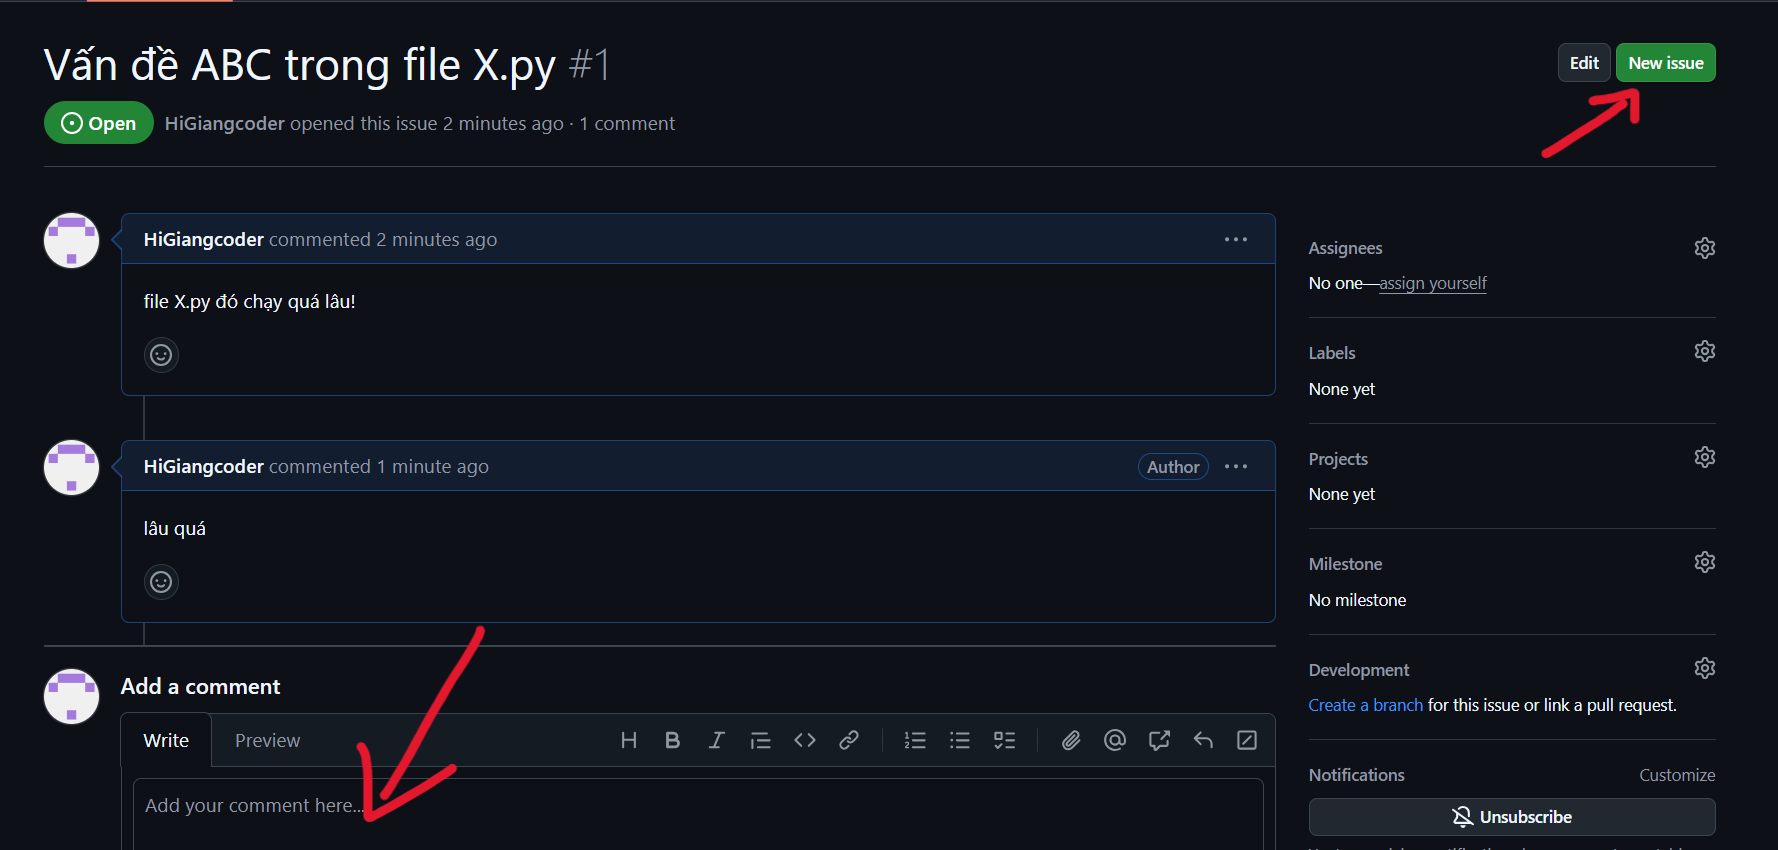 Vấn đề ABC trong file X.py #1
Edit
New issue
Open
HiGiangcoder opened this issue 2 minutes ago · 1 comment
HiGiangcoder commented 2 minutes ago
file X.py đó chạy quá lâu!
HiGiangcoder commented 1 minute ago
Author
lâu quá
Add a comment
Write
Preview
Add your comment here...
Assignees
No one—assign yourself
Labels
None yet
Projects
None yet
Milestone
No milestone
Development
Create a branch for this issue or link a pull request.
Notifications
Customize
Unsubscribe